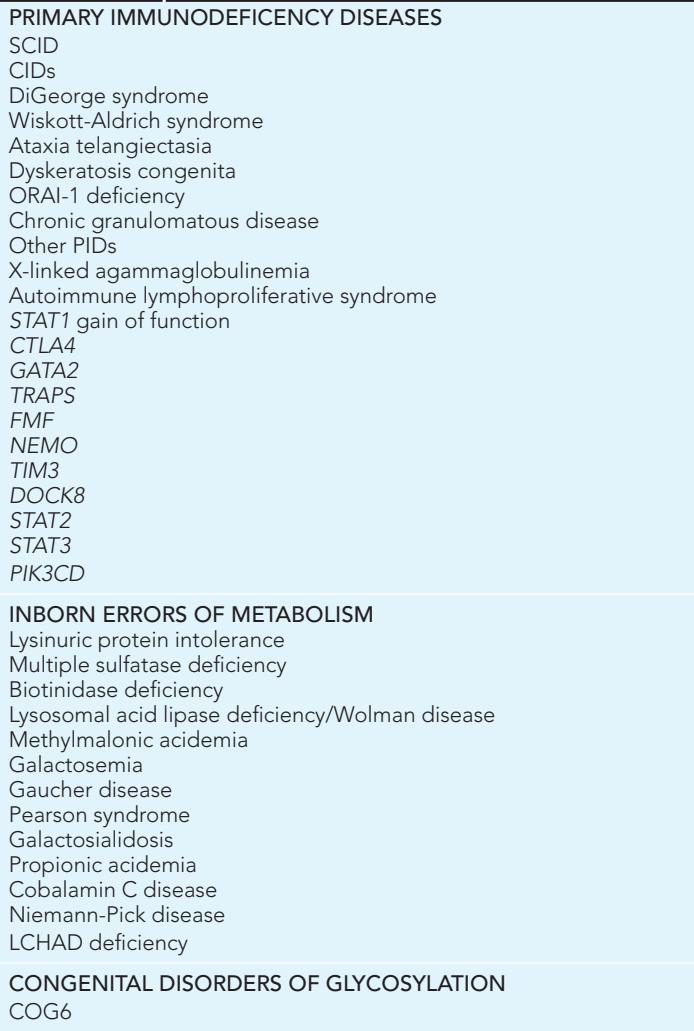 PRIMARY IMMUNODEFICENCY DISEASES
SCID
CIDs
DiGeorge syndrome
Wiskott-Aldrich syndrome
Ataxia telangiectasia
Dyskeratosis congenita
ORAI-1 deficiency
Chronic granulomatous disease
Other PIDs
X-linked agammaglobulinemia
Autoimmune lymphoproliferative syndrome
STAT1 gain of function
CTLA4
GATA2
TRAPS
FMF
NEMO
TIM3
DOCK8
STAT2
STAT3
PIK3CD
INBORN ERRORS OF METABOLISM
Lysinuric protein intolerance
Multiple sulfatase deficiency
Biotinidase deficiency
Lysosomal acid lipase deficiency/Wolman disease
Methylmalonic acidemia
Galactosemia
Gaucher disease
Pearson syndrome
Galactosialidosis
Propionic acidemia
Cobalamin C disease
Niemann-Pick disease
LCHAD deficiency
CONGENITAL DISORDERS OF GLYCOSYLATION
COG6